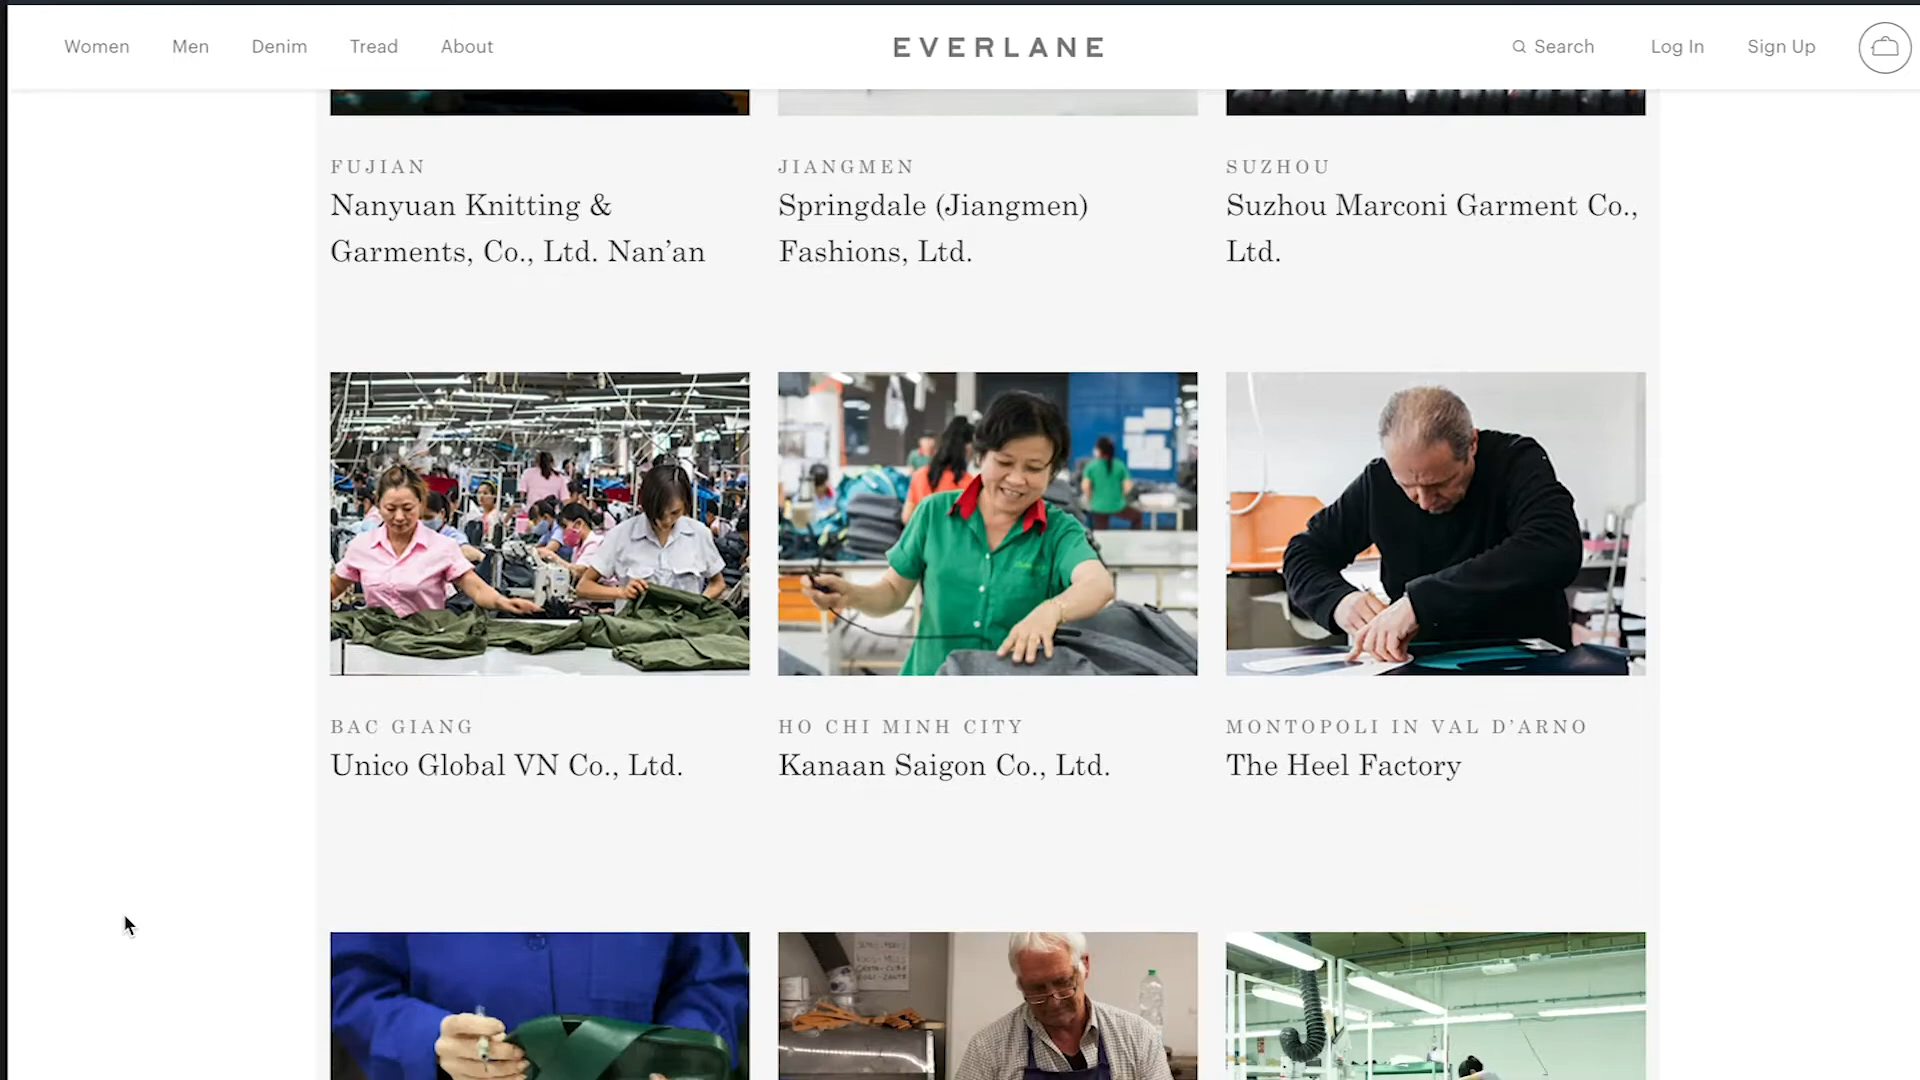 Women Men Denim Tread About EVERLANE Search Log In Sign Up
FUJIAN
Nanyuan Knitting &
Garments, Co., Ltd. Nan’an
JIANGMEN
Springdale (Jiangmen)
Fashions, Ltd.
SUZHOU
Suzhou Marconi Garment Co.,
Ltd.
BAC GIANG
Unico Global VN Co., Ltd.
HO CHI MINH CITY
Kanaan Saigon Co., Ltd.
MONTOPOLI IN VAL D’ARNO
The Heel Factory